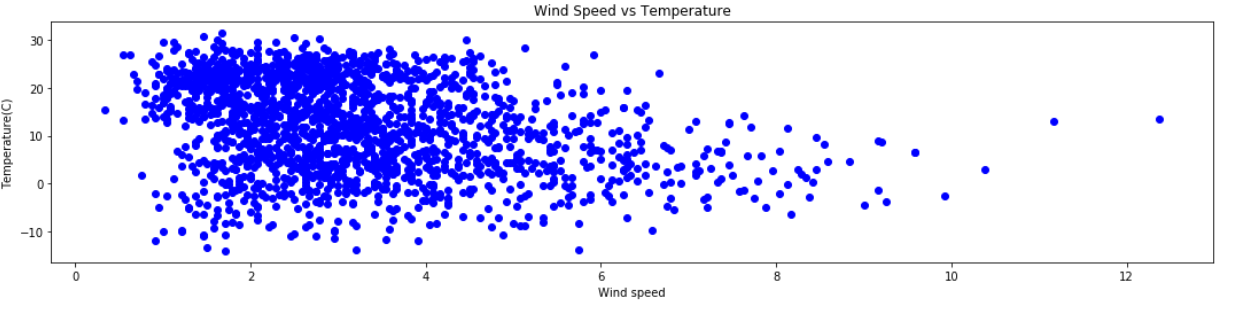 Wind Speed vs Temperature
30
20
10
0
−10
Temperature(C)
0 2 4 6 8 10 12
Wind speed